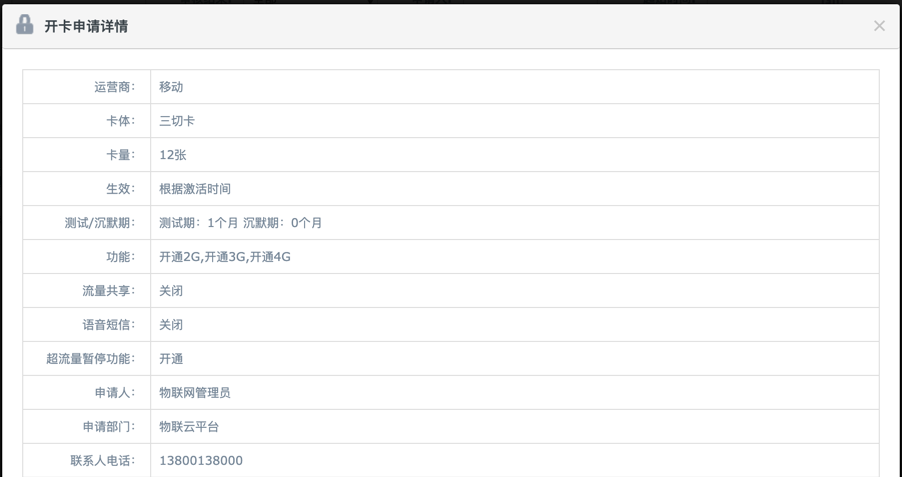 开卡申请详情
运营商： 移动
卡体： 三切卡
卡量： 12张
生效： 根据激活时间
测试/沉默期： 测试期：1个月 沉默期：0个月
功能： 开通2G,开通3G,开通4G
流量共享： 关闭
语音短信： 关闭
超流量暂停功能： 开通
申请人： 物联网管理员
申请部门： 物联云平台
联系人电话： 13800138000